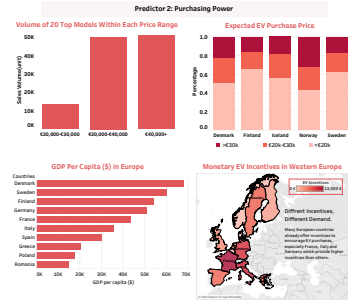 Predictor 2: Purchasing Power
Volume of 20 Top Models Within Each Price Range
Expected EV Purchase Price
Sales Volume(unit)
50K
40K
30K
20K
10K
0K
€20,000-€30,000
€20,000-€40,000
€40,000+
Percentage
1.0
0.8
0.6
0.4
0.2
0.0
Denmark
Finland
Iceland
Norway
Sweden
>€30k
€20k-€30k
<€20k
GDP Per Capita ($) in Europe
Monetary EV Incentives in Western Europe
Countries
Denmark
Sweden
Finland
Germany
France
Italy
Spain
Greece
Poland
Romania
0K
10K
20K
30K
40K
50K
60K
70K
GDP per capita ($)
EV Incentives
0 €
12,000 €
Diffrent Incentives,
Different Demand.
Many European countries
already offer incentives to
encourage EV purchases,
especially France, Italy and
Germany which provide higher
incentives than others.